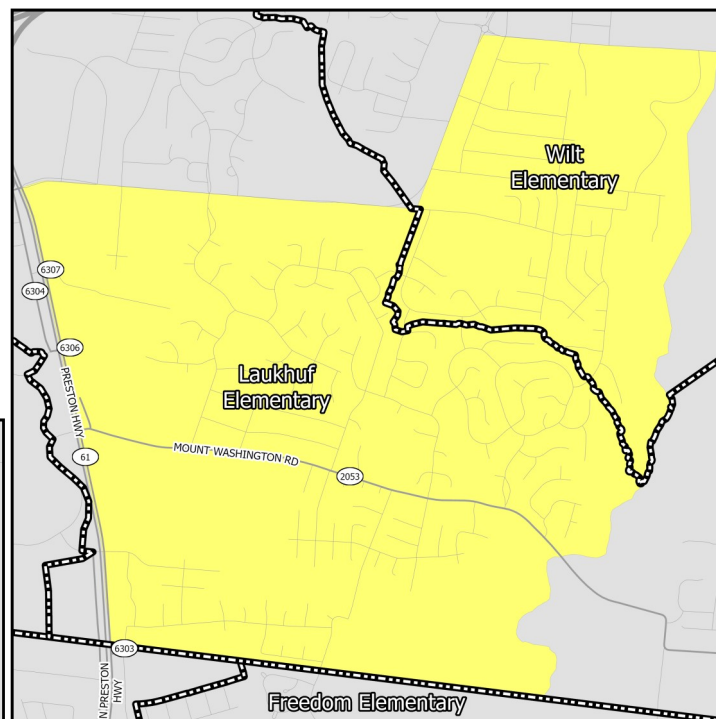 Wilt
Elementary
6307
6304
6306
Laukhuf
Elementary
PRESTON HWY
MOUNT WASHINGTON RD
61
2053
6303
N PRESTON
HWY
Freedom Elementary